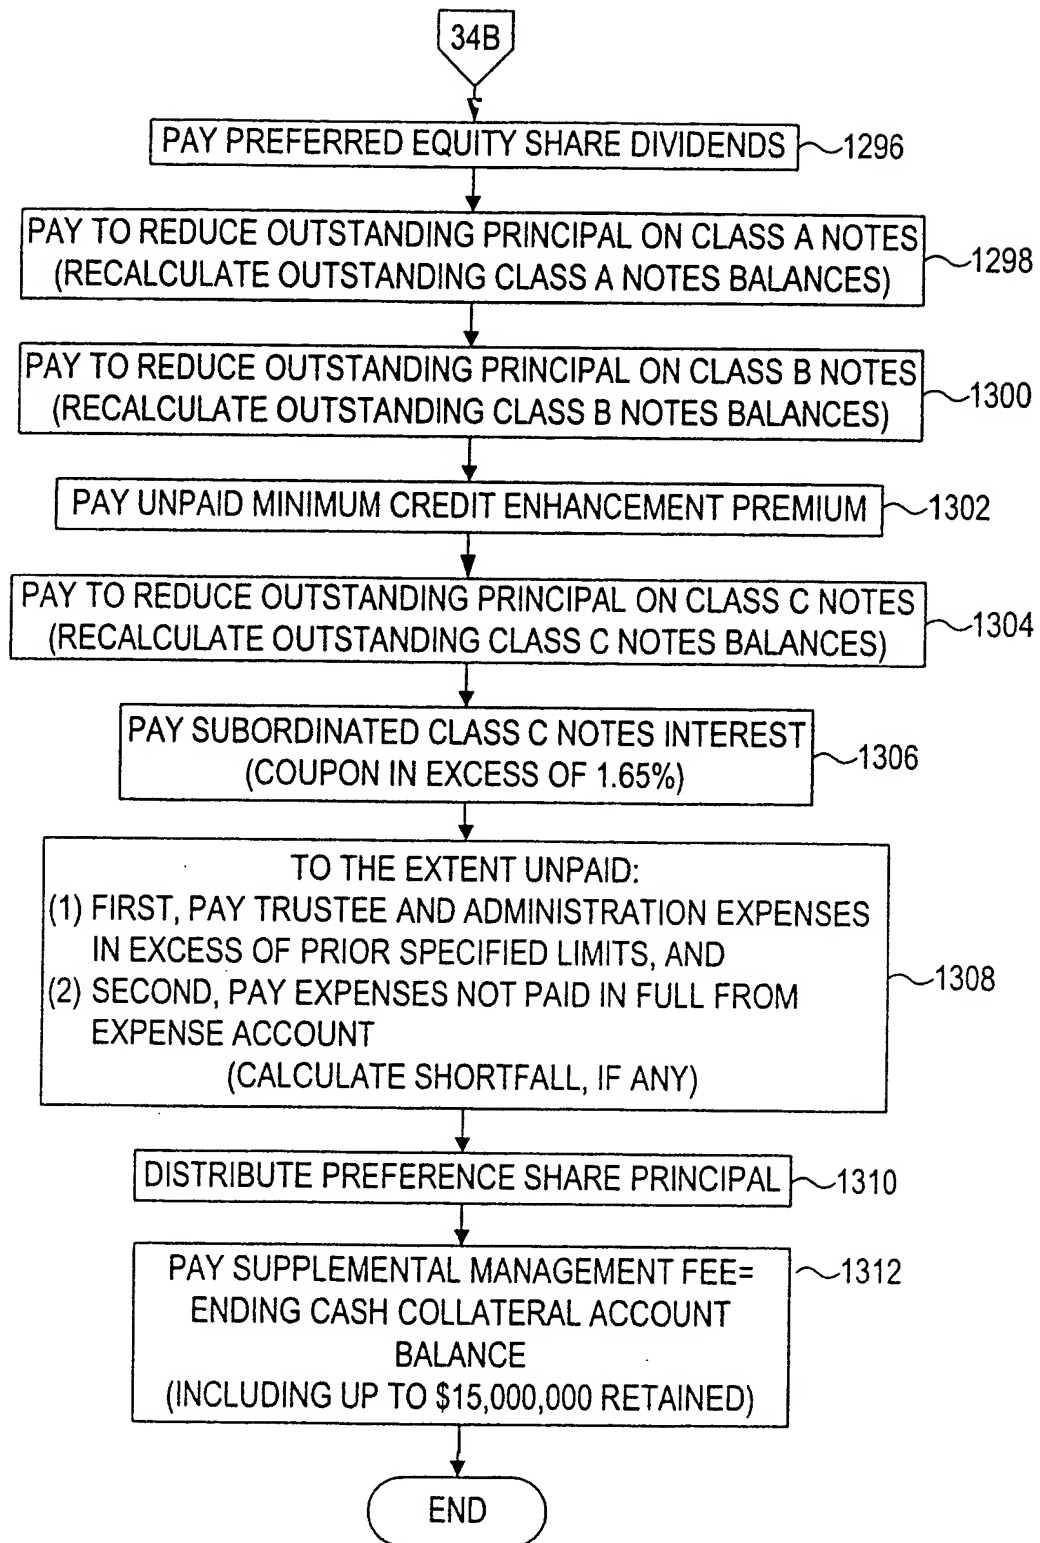 34B
PAY PREFERRED EQUITY SHARE DIVIDENDS 1296
PAY TO REDUCE OUTSTANDING PRINCIPAL ON CLASS A NOTES
(RECALCULATE OUTSTANDING CLASS A NOTES BALANCES) 1298
PAY TO REDUCE OUTSTANDING PRINCIPAL ON CLASS B NOTES
(RECALCULATE OUTSTANDING CLASS B NOTES BALANCES) 1300
PAY UNPAID MINIMUM CREDIT ENHANCEMENT PREMIUM 1302
PAY TO REDUCE OUTSTANDING PRINCIPAL ON CLASS C NOTES
(RECALCULATE OUTSTANDING CLASS C NOTES BALANCES) 1304
PAY SUBORDINATED CLASS C NOTES INTEREST
(COUPON IN EXCESS OF 1.65%) 1306
TO THE EXTENT UNPAID:
(1) FIRST, PAY TRUSTEE AND ADMINISTRATION EXPENSES
IN EXCESS OF PRIOR SPECIFIED LIMITS, AND
(2) SECOND, PAY EXPENSES NOT PAID IN FULL FROM
EXPENSE ACCOUNT
(CALCULATE SHORTFALL, IF ANY)
1308
DISTRIBUTE PREFERENCE SHARE PRINCIPAL 1310
PAY SUPPLEMENTAL MANAGEMENT FEE= 1312
ENDING CASH COLLATERAL ACCOUNT
BALANCE
(INCLUDING UP TO $15,000,000 RETAINED)
END